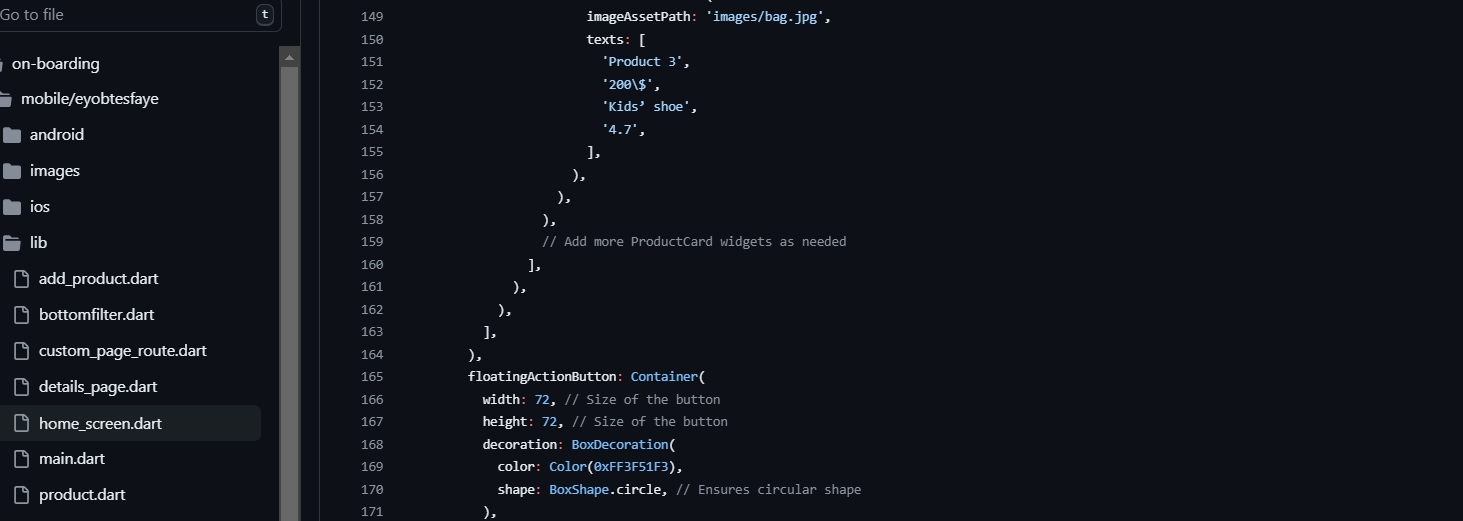 Go to file
t
on-boarding
mobile/eyobtesfaye
android
images
ios
lib
add_product.dart
bottomfilter.dart
custom_page_route.dart
details_page.dart
home_screen.dart
main.dart
product.dart
149 imageAssetPath: 'images/bag.jpg',
150 texts: [
151 'Product 3',
152 '200\$',
153 'Kids’ shoe',
154 '4.7',
155 ],
156 ),
157 ),
158 ),
159 // Add more ProductCard widgets as needed
160 ],
161 ),
162 ),
163 ],
164 ),
165 floatingActionButton: Container(
166 width: 72, // Size of the button
167 height: 72, // Size of the button
168 decoration: BoxDecoration(
169 color: Color(0xFF3F51F3),
170 shape: BoxShape.circle, // Ensures circular shape
171 ),